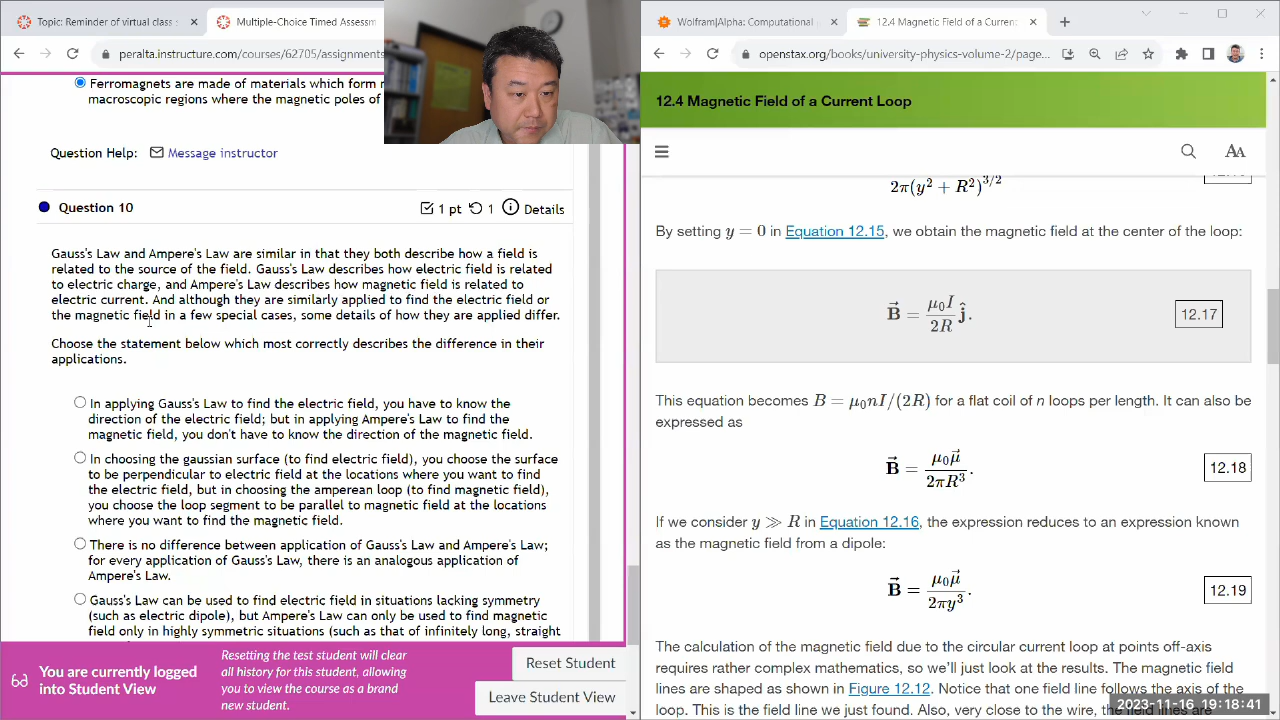 Topic: Reminder of virtual class s
Multiple-Choice Timed Assessm
Wolfram|Alpha: Computational
12.4 Magnetic Field of a Current
peralta.instructure.com/courses/62705/assignments
openstax.org/books/university-physics-volume-2/page...
Ferromagnets are made of materials which form
macroscopic regions where the magnetic poles of
Question Help: Message instructor
Question 10
1 pt 1 Details
Gauss's Law and Ampere's Law are similar in that they both describe how a field is
related to the source of the field. Gauss's Law describes how electric field is related
to electric charge, and Ampere's Law describes how magnetic field is related to
electric current. And although they are similarly applied to find the electric field or
the magnetic field in a few special cases, some details of how they are applied differ.
Choose the statement below which most correctly describes the difference in their
applications.
In applying Gauss's Law to find the electric field, you have to know the
direction of the electric field; but in applying Ampere's Law to find the
magnetic field, you don't have to know the direction of the magnetic field.
In choosing the gaussian surface (to find electric field), you choose the surface
to be perpendicular to electric field at the locations where you want to find
the electric field, but in choosing the amperean loop (to find magnetic field),
you choose the loop segment to be parallel to magnetic field at the locations
where you want to find the magnetic field.
There is no difference between application of Gauss's Law and Ampere's Law;
for every application of Gauss's Law, there is an analogous application of
Ampere's Law.
Gauss's Law can be used to find electric field in situations lacking symmetry
(such as electric dipole), but Ampere's Law can only be used to find magnetic
field only in highly symmetric situations (such as that of infinitely long, straight
You are currently logged
into Student View
Resetting the test student will clear
all history for this student, allowing
you to view the course as a brand
new student.
Reset Student
Leave Student View
12.4 Magnetic Field of a Current Loop
AA
2π(y² + R²)^3/2
By setting y = 0 in Equation 12.15, we obtain the magnetic field at the center of the loop:
B⃗ = μ₀I/2R ĵ. 12.17
This equation becomes B = μ₀nI/(2R) for a flat coil of n loops per length. It can also be
expressed as
B⃗ = μ₀μ⃗/2πR³. 12.18
If we consider y ≫ R in Equation 12.16, the expression reduces to an expression known
as the magnetic field from a dipole:
B⃗ = μ₀μ⃗/2πy³. 12.19
The calculation of the magnetic field due to the circular current loop at points off-axis
requires rather complex mathematics, so we'll just look at the results. The magnetic field
lines are shaped as shown in Figure 12.12. Notice that one field line follows the axis of the
loop. This is the field line we just found. Also, very close to the wire, the field lines are
2023-11-16 19:18:41